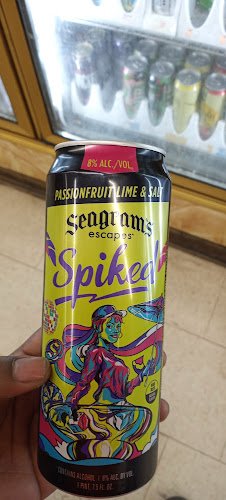 8% ALC./VOL.
PASSIONFRUIT LIME & SALT
Seagram's
escapes
Spiked
CONTAINS ALCOHOL | 8% ALC. BY VOL.
1 PINT, 7.5 FL. OZ.